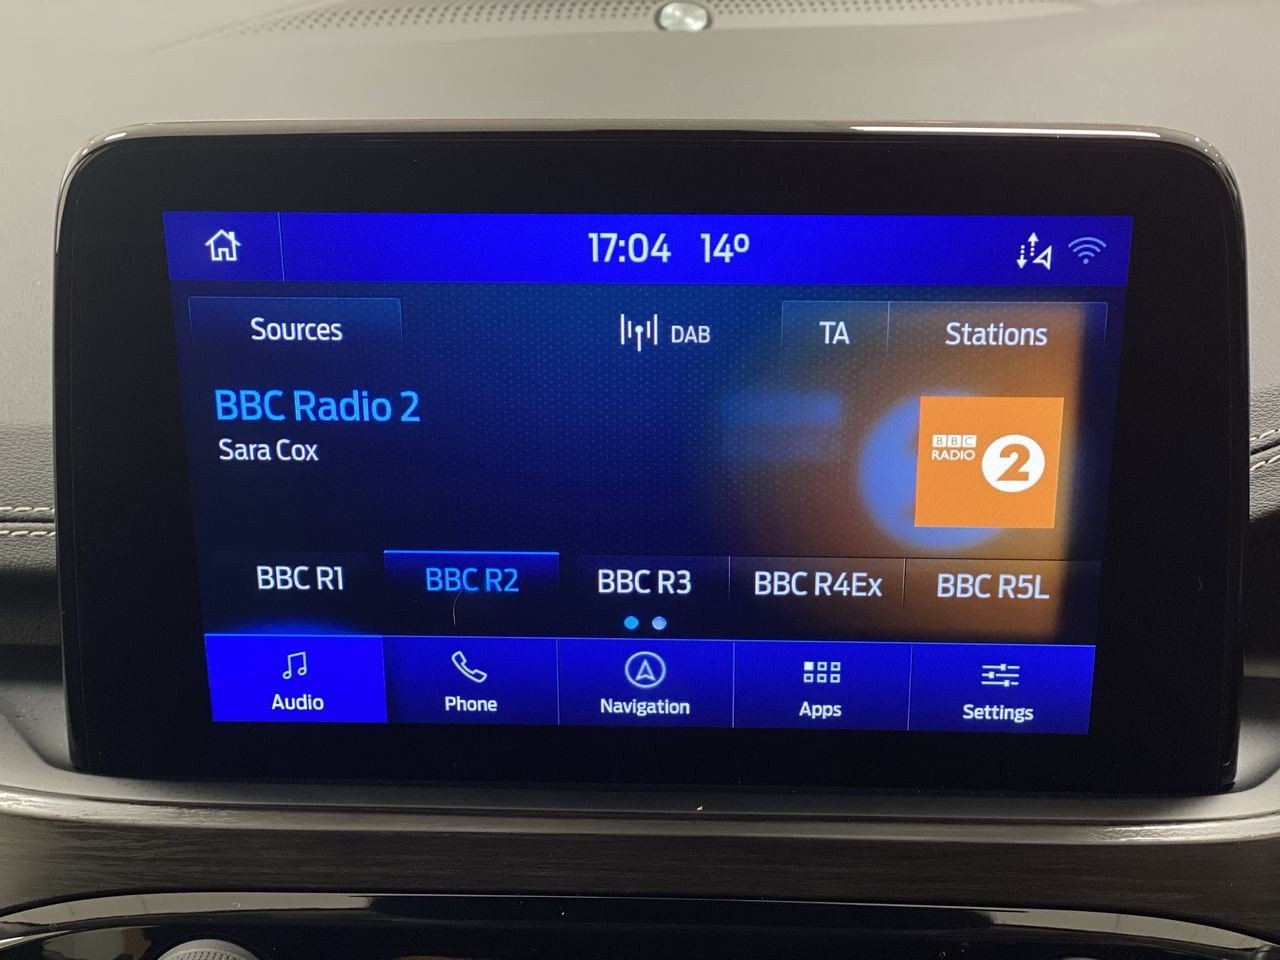 17:04 14º
Sources DAB TA Stations
BBC Radio 2
Sara Cox
BBC
RADIO 2
BBC R1 BBC R2 BBC R3 BBC R4Ex BBC R5L
Audio Phone Navigation Apps Settings